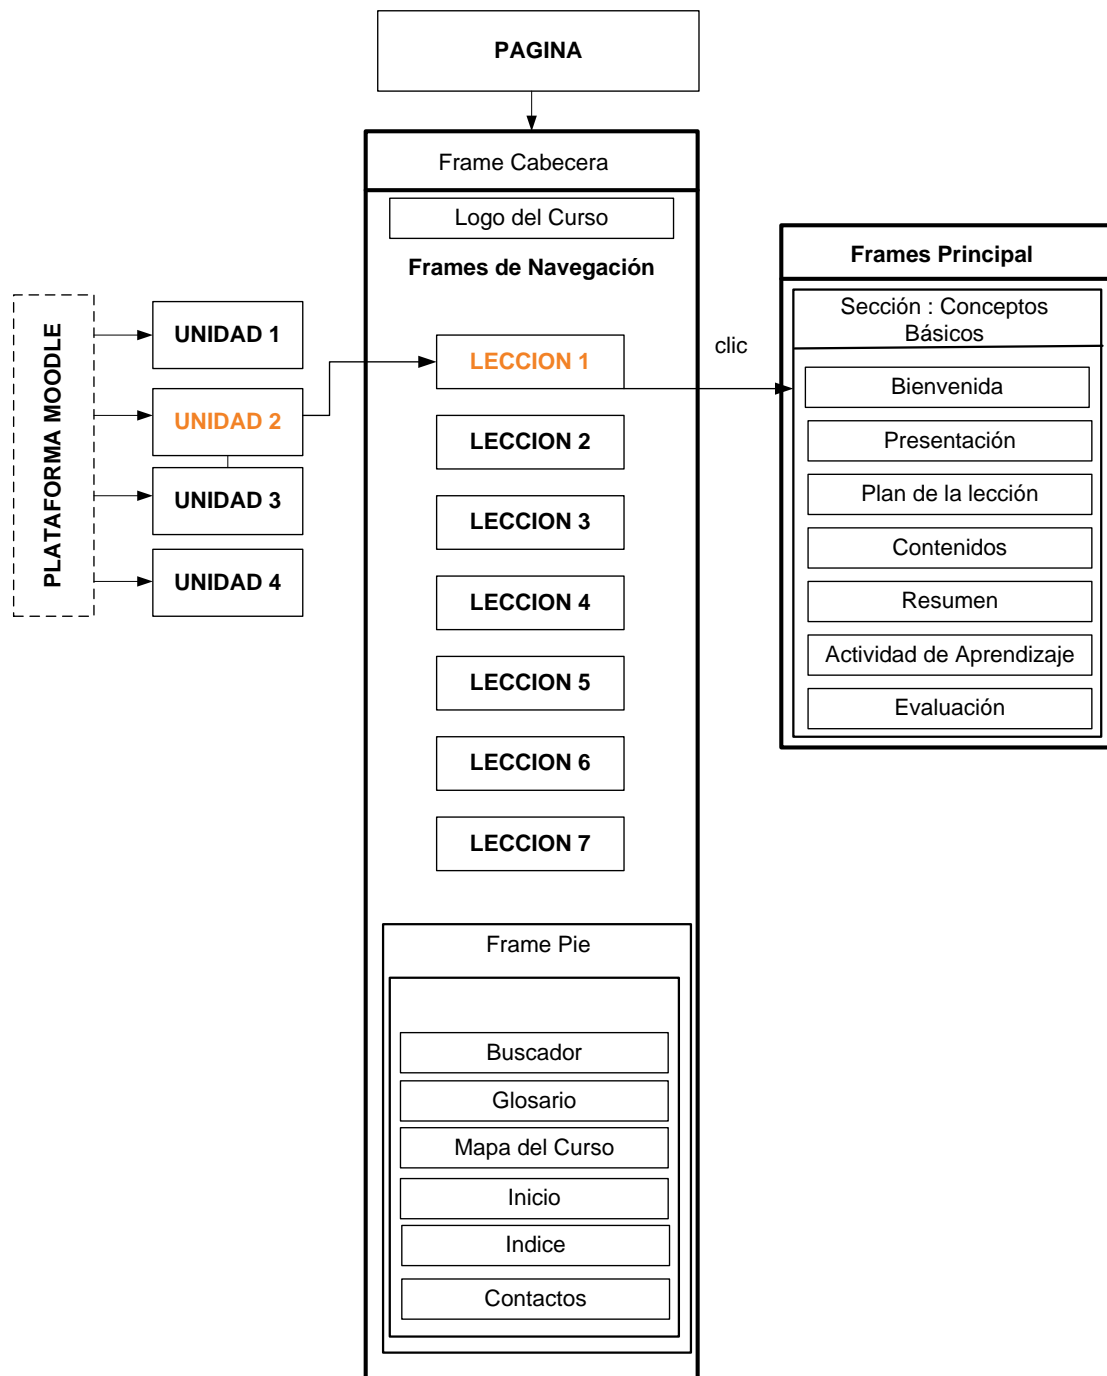 PAGINA
Frame Cabecera
Logo del Curso
Frames de Navegación
PLATAFORMA MOODLE
UNIDAD 1
UNIDAD 2
UNIDAD 3
UNIDAD 4
LECCION 1
LECCION 2
LECCION 3
LECCION 4
LECCION 5
LECCION 6
LECCION 7
clic
Frames Principal
Sección : Conceptos
Básicos
Bienvenida
Presentación
Plan de la lección
Contenidos
Resumen
Actividad de Aprendizaje
Evaluación
Frame Pie
Buscador
Glosario
Mapa del Curso
Inicio
Indice
Contactos